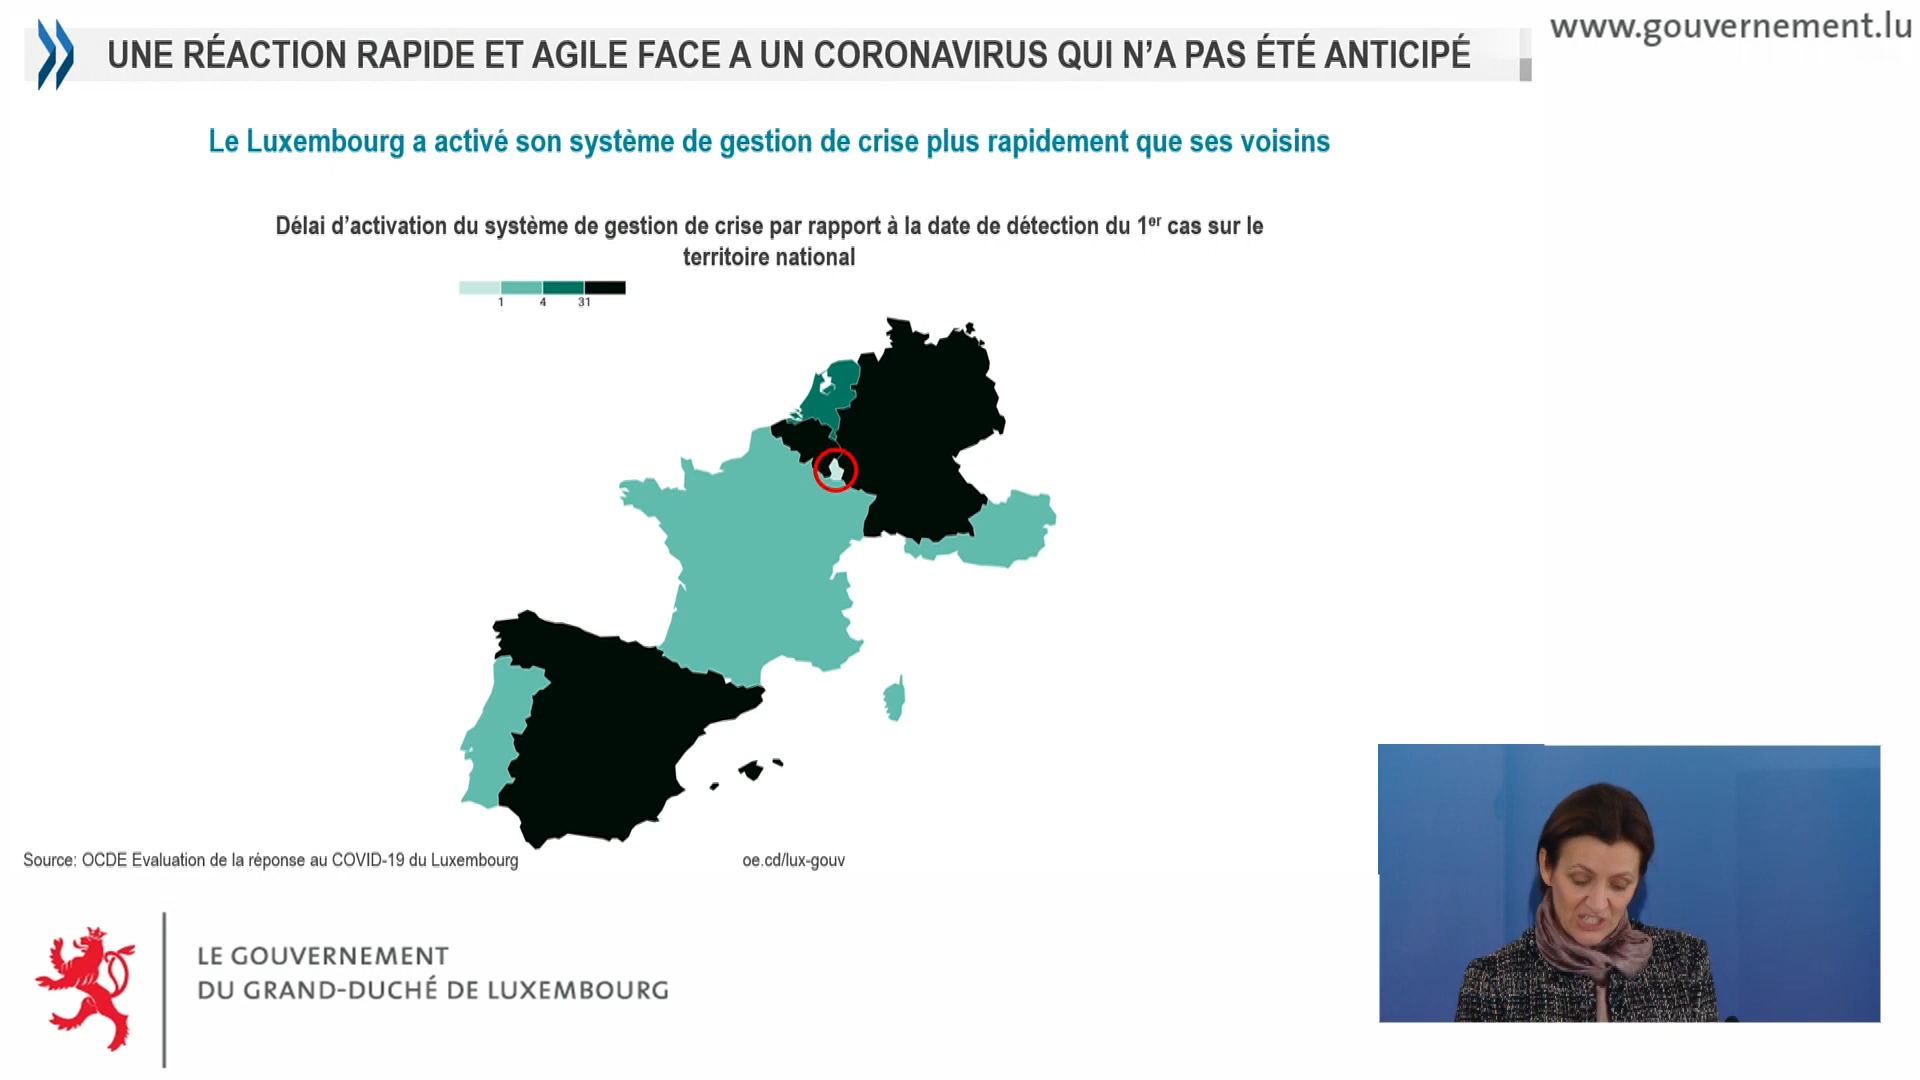 www.gouvernement.lu
UNE RÉACTION RAPIDE ET AGILE FACE A UN CORONAVIRUS QUI N’A PAS ÉTÉ ANTICIPÉ
Le Luxembourg a activé son système de gestion de crise plus rapidement que ses voisins
Délai d’activation du système de gestion de crise par rapport à la date de détection du 1er cas sur le
territoire national
1 4 31
Source: OCDE Evaluation de la réponse au COVID-19 du Luxembourg oe.cd/lux-gouv
LE GOUVERNEMENT
DU GRAND-DUCHÉ DE LUXEMBOURG